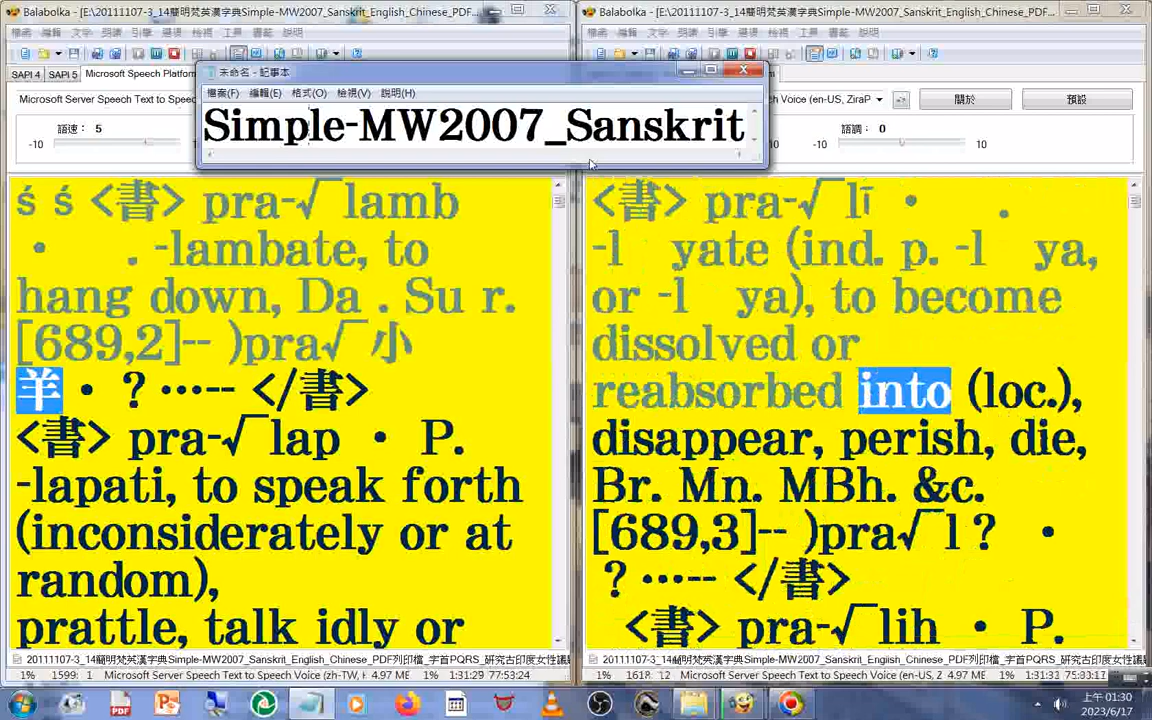 Balabolka - [E:\20111107-3_14簡明梵英漢字典Simple-MW2007_Sanskrit_English_Chinese_PDF...
Balabolka - [E:\20111107-3_14簡明梵英漢字典Simple-MW2007_Sanskrit_English_Chinese_PDF...
SAPI 4 SAPI 5 Microsoft Speech Platform
未命名 - 記事本
檔案(F) 編輯(E) 格式(O) 檢視(V) 說明(H)
Simple-MW2007_Sanskrit
Microsoft Server Speech Text to Spee
Voice (en-US, ZiraP
關於
預設
語速： 5
-10
語調： 0
-10 10
ś ś <書> pra-√ lamb
• . -lambate, to
hang down, Da . Su r.
[689,2]-- )pra√ 小
羊 • ? ···-- </書>
<書> pra-√ lap • P.
-lapati, to speak forth
(inconsiderately or at
random),
prattle, talk idly or
<書> pra-√ lī • .
-l yate (ind. p. -l ya,
or -l ya), to become
dissolved or
reabsorbed into (loc.),
disappear, perish, die,
Br. Mn. MBh. &c.
[689,3]-- )pra√ l ? •
? ···-- </書>
<書> pra-√ lih • P.
20111107-3_14簡明梵英漢字典Simple-MW2007_Sanskrit_English_Chinese_PDF列印檔_字首PQRS_研究古印度女性議
1% 1599: 1 Microsoft Server Speech Text to Speech Voice (zh-TW, H 4.97 MB 1:31:29 77:53:24
20111107-3_14簡明梵英漢字典Simple-MW2007_Sanskrit_English_Chinese_PDF列印檔_字首PQRS_研究古印度女性議
1% 1618: 12 Microsoft Server Speech Text to Speech Voice (en-US, Z 4.97 MB
上午 01:30
2023/6/17